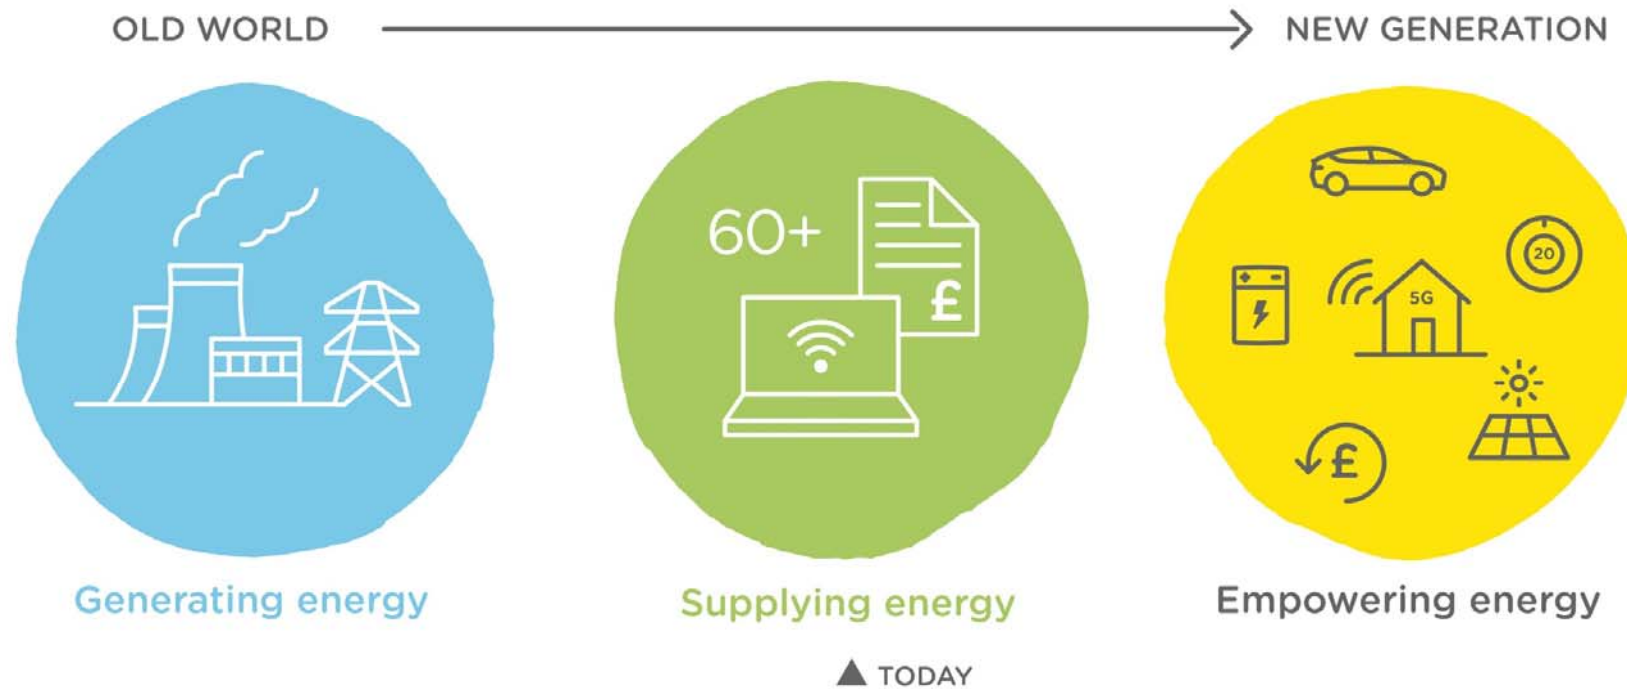 OLD WORLD
NEW GENERATION
60+
£
20
5G
£
Generating energy
Supplying energy
Empowering energy
TODAY